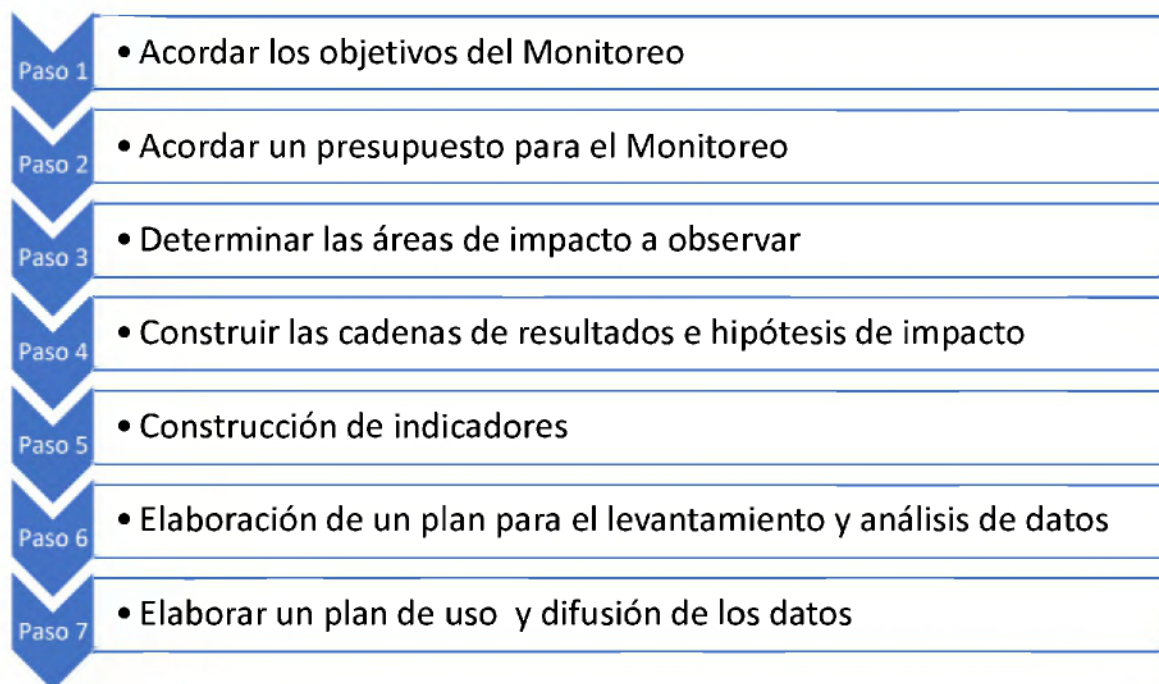 Paso 1
• Acordar los objetivos del Monitoreo
Paso 2
• Acordar un presupuesto para el Monitoreo
Paso 3
• Determinar las áreas de impacto a observar
Paso 4
• Construir las cadenas de resultados e hipótesis de impacto
Paso 5
• Construcción de indicadores
Paso 6
• Elaboración de un plan para el levantamiento y análisis de datos
Paso 7
• Elaborar un plan de uso y difusión de los datos